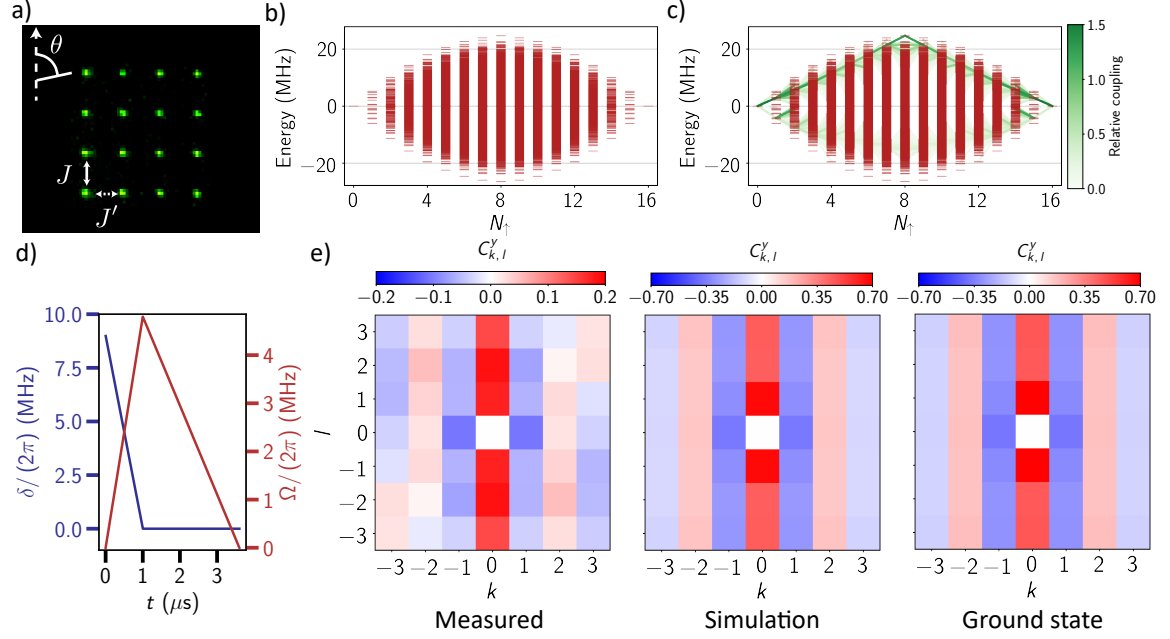 a)
θ
J
J′
b)
Energy (MHz)
20
0
−20
0
4
8
12
16
N↑
c)
Energy (MHz)
20
0
−20
0
4
8
12
16
N↑
1.5
1.0
0.5
0.0
Relative coupling
d)
δ/(2π) (MHz)
10.0
7.5
5.0
2.5
0.0
Ω/(2π) (MHz)
4
3
2
1
0
0
1
2
3
t (μs)
e)
C^y_{k,l}
−0.2
−0.1
0.0
0.1
0.2
l
3
2
1
0
−1
−2
−3
−3
−2
−1
0
1
2
3
k
Measured
C^y_{k,l}
−0.70
−0.35
0.00
0.35
0.70
−3
−2
−1
0
1
2
3
k
Simulation
C^y_{k,l}
−0.70
−0.35
0.00
0.35
0.70
−3
−2
−1
0
1
2
3
k
Ground state